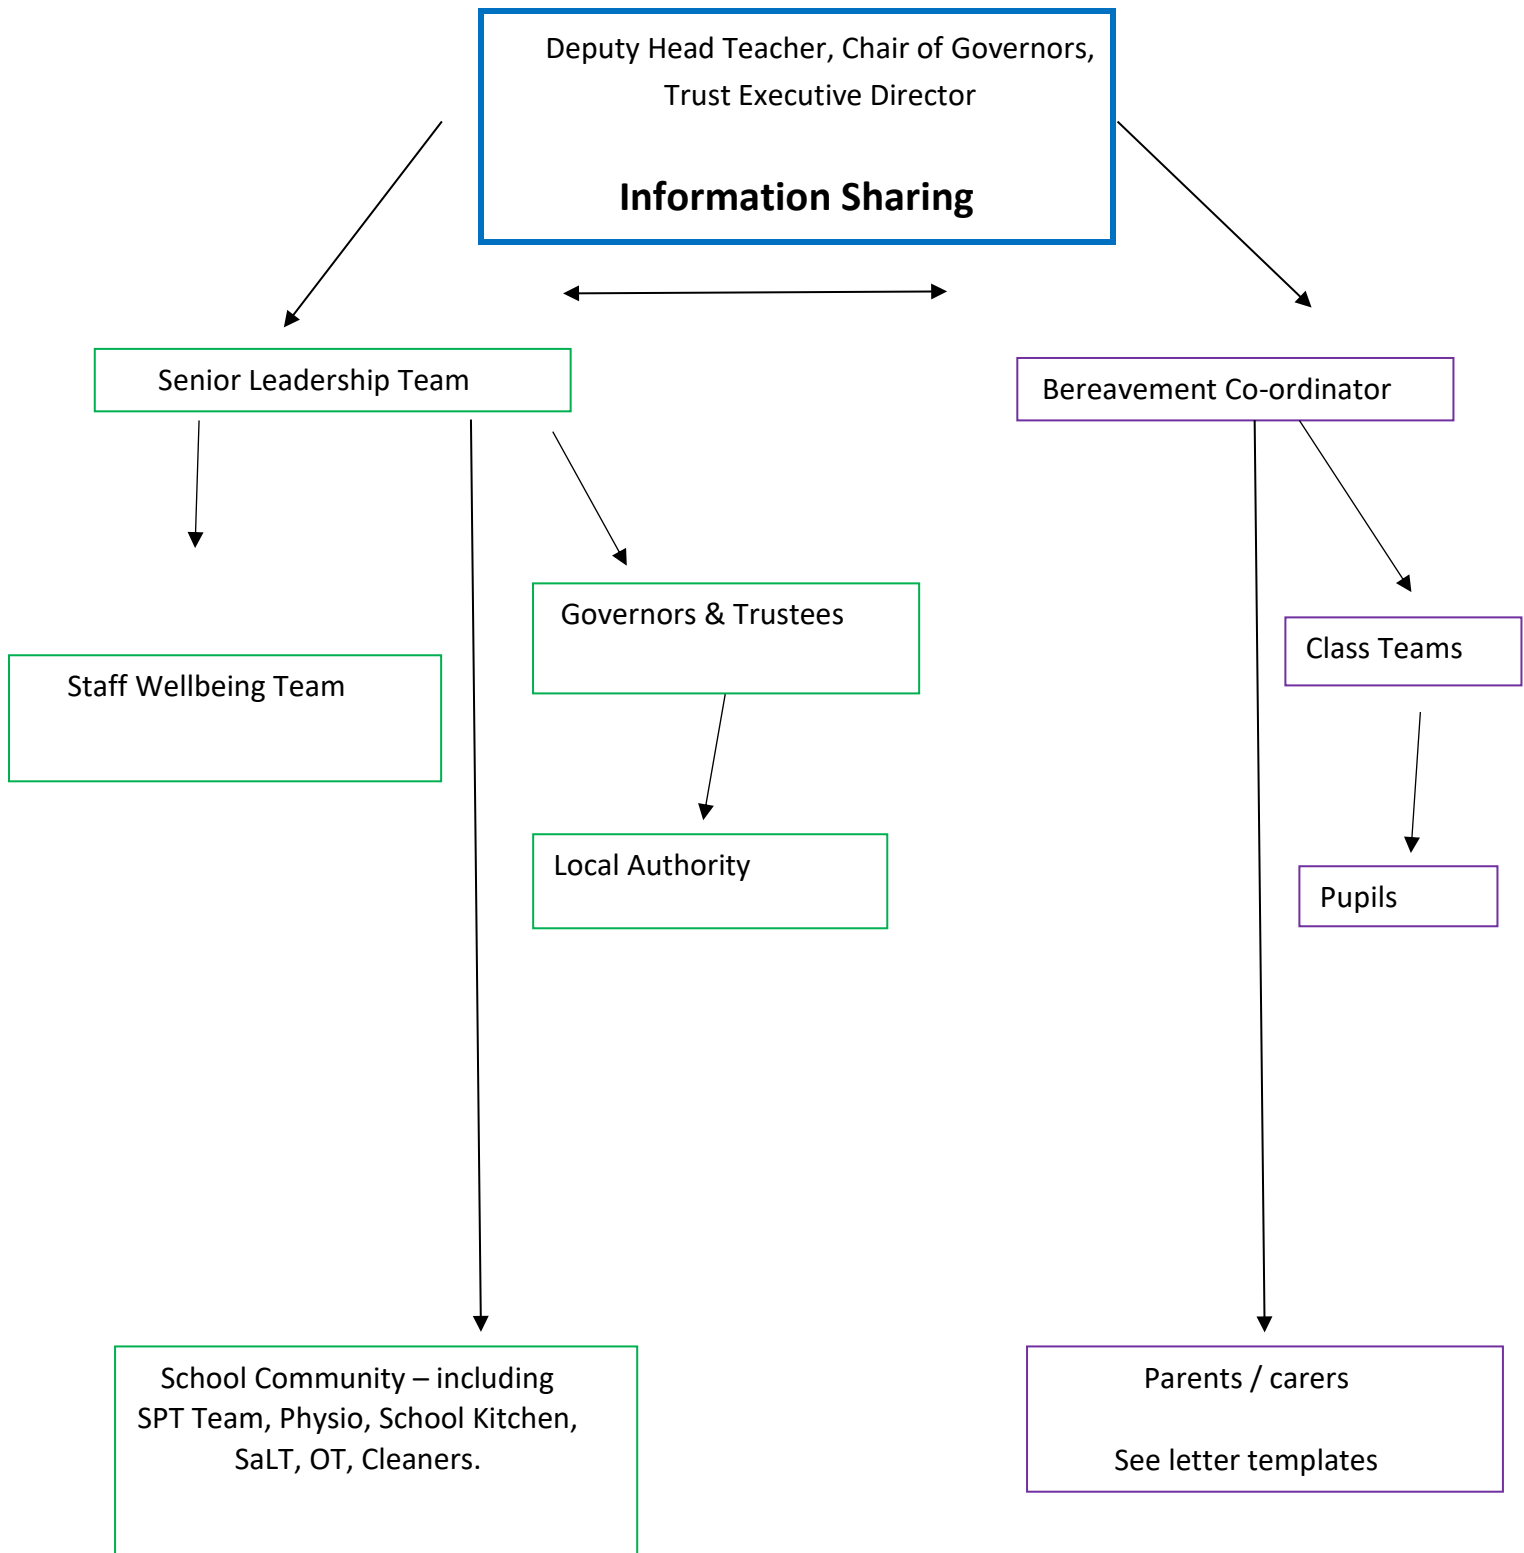 Deputy Head Teacher, Chair of Governors,
Trust Executive Director
Information Sharing
Senior Leadership Team
Bereavement Co-ordinator
Governors & Trustees
Class Teams
Staff Wellbeing Team
Local Authority
Pupils
School Community – including
SPT Team, Physio, School Kitchen,
SaLT, OT, Cleaners.
Parents / carers
See letter templates